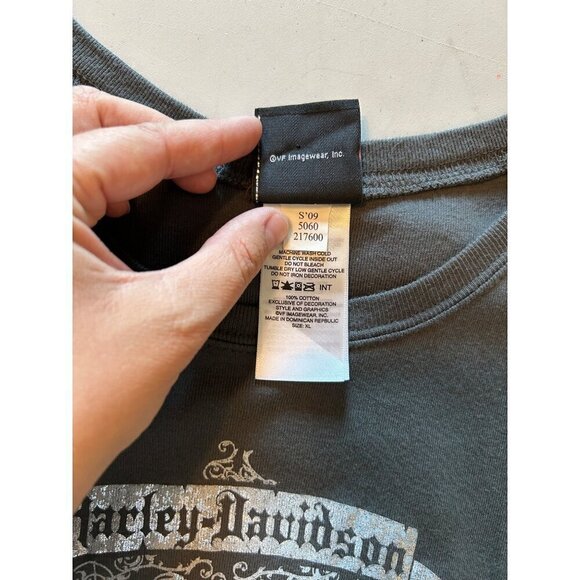 ©VF Imagewear, Inc.
S'09
5060
217600
MACHINE WASH COLD
GENTLE CYCLE INSIDE OUT
DO NOT BLEACH
TUMBLE DRY LOW GENTLE CYCLE
DO NOT IRON DECORATION
INT
100% COTTON
EXCLUSIVE OF DECORATION
STYLE AND GRAPHICS
©VF IMAGEWEAR, INC.
MADE IN DOMINICAN REPBULIC
SIZE: XL
Harley-Davidson